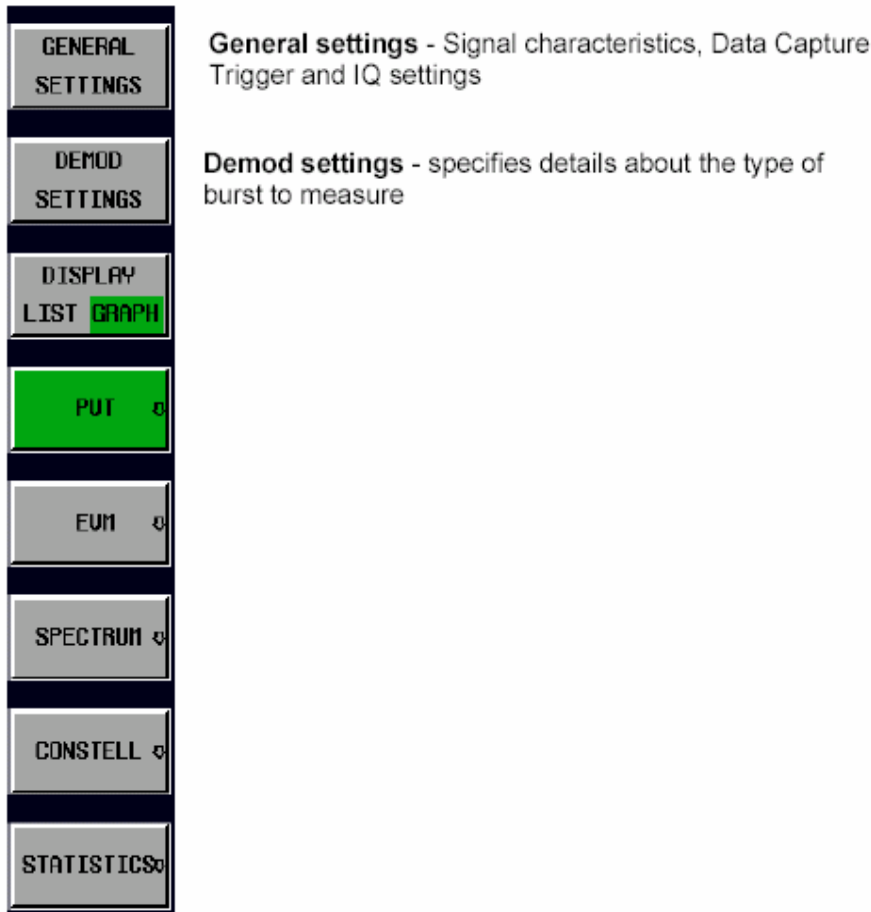 GENERAL
SETTINGS
General settings - Signal characteristics, Data Capture
Trigger and IQ settings
DEMOD
SETTINGS
Demod settings - specifies details about the type of
burst to measure
DISPLAY
LIST GRAPH
PVT
EVM
SPECTRUM
CONSTELL
STATISTICS